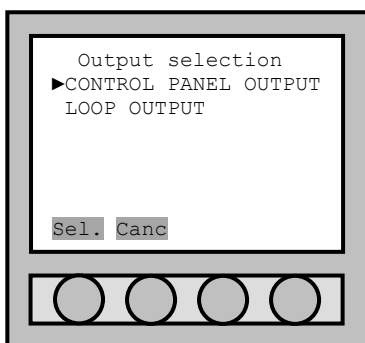 Output selection
►CONTROL PANEL OUTPUT
LOOP OUTPUT
Sel. Canc